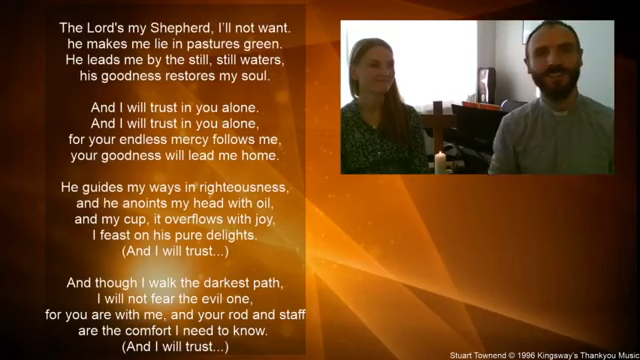 The Lord's my Shepherd, I'll not want.
he makes me lie in pastures green.
He leads me by the still, still waters,
his goodness restores my soul.
And I will trust in you alone.
And I will trust in you alone,
for your endless mercy follows me,
your goodness will lead me home.
He guides my ways in righteousness,
and he anoints my head with oil,
and my cup, it overflows with joy,
I feast on his pure delights.
(And I will trust...)
And though I walk the darkest path,
I will not fear the evil one,
for you are with me, and your rod and staff
are the comfort I need to know.
(And I will trust...)
Stuart Townend © 1996 Kingsway's Thankyou Music